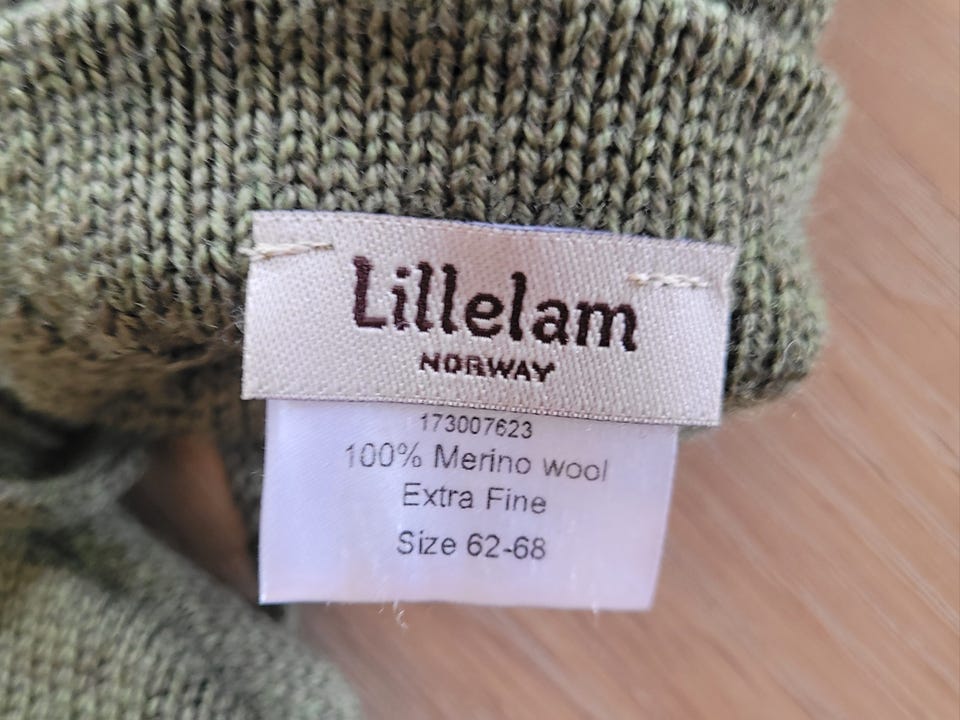 Lillelam
NORWAY
173007623
100% Merino wool
Extra Fine
Size 62-68